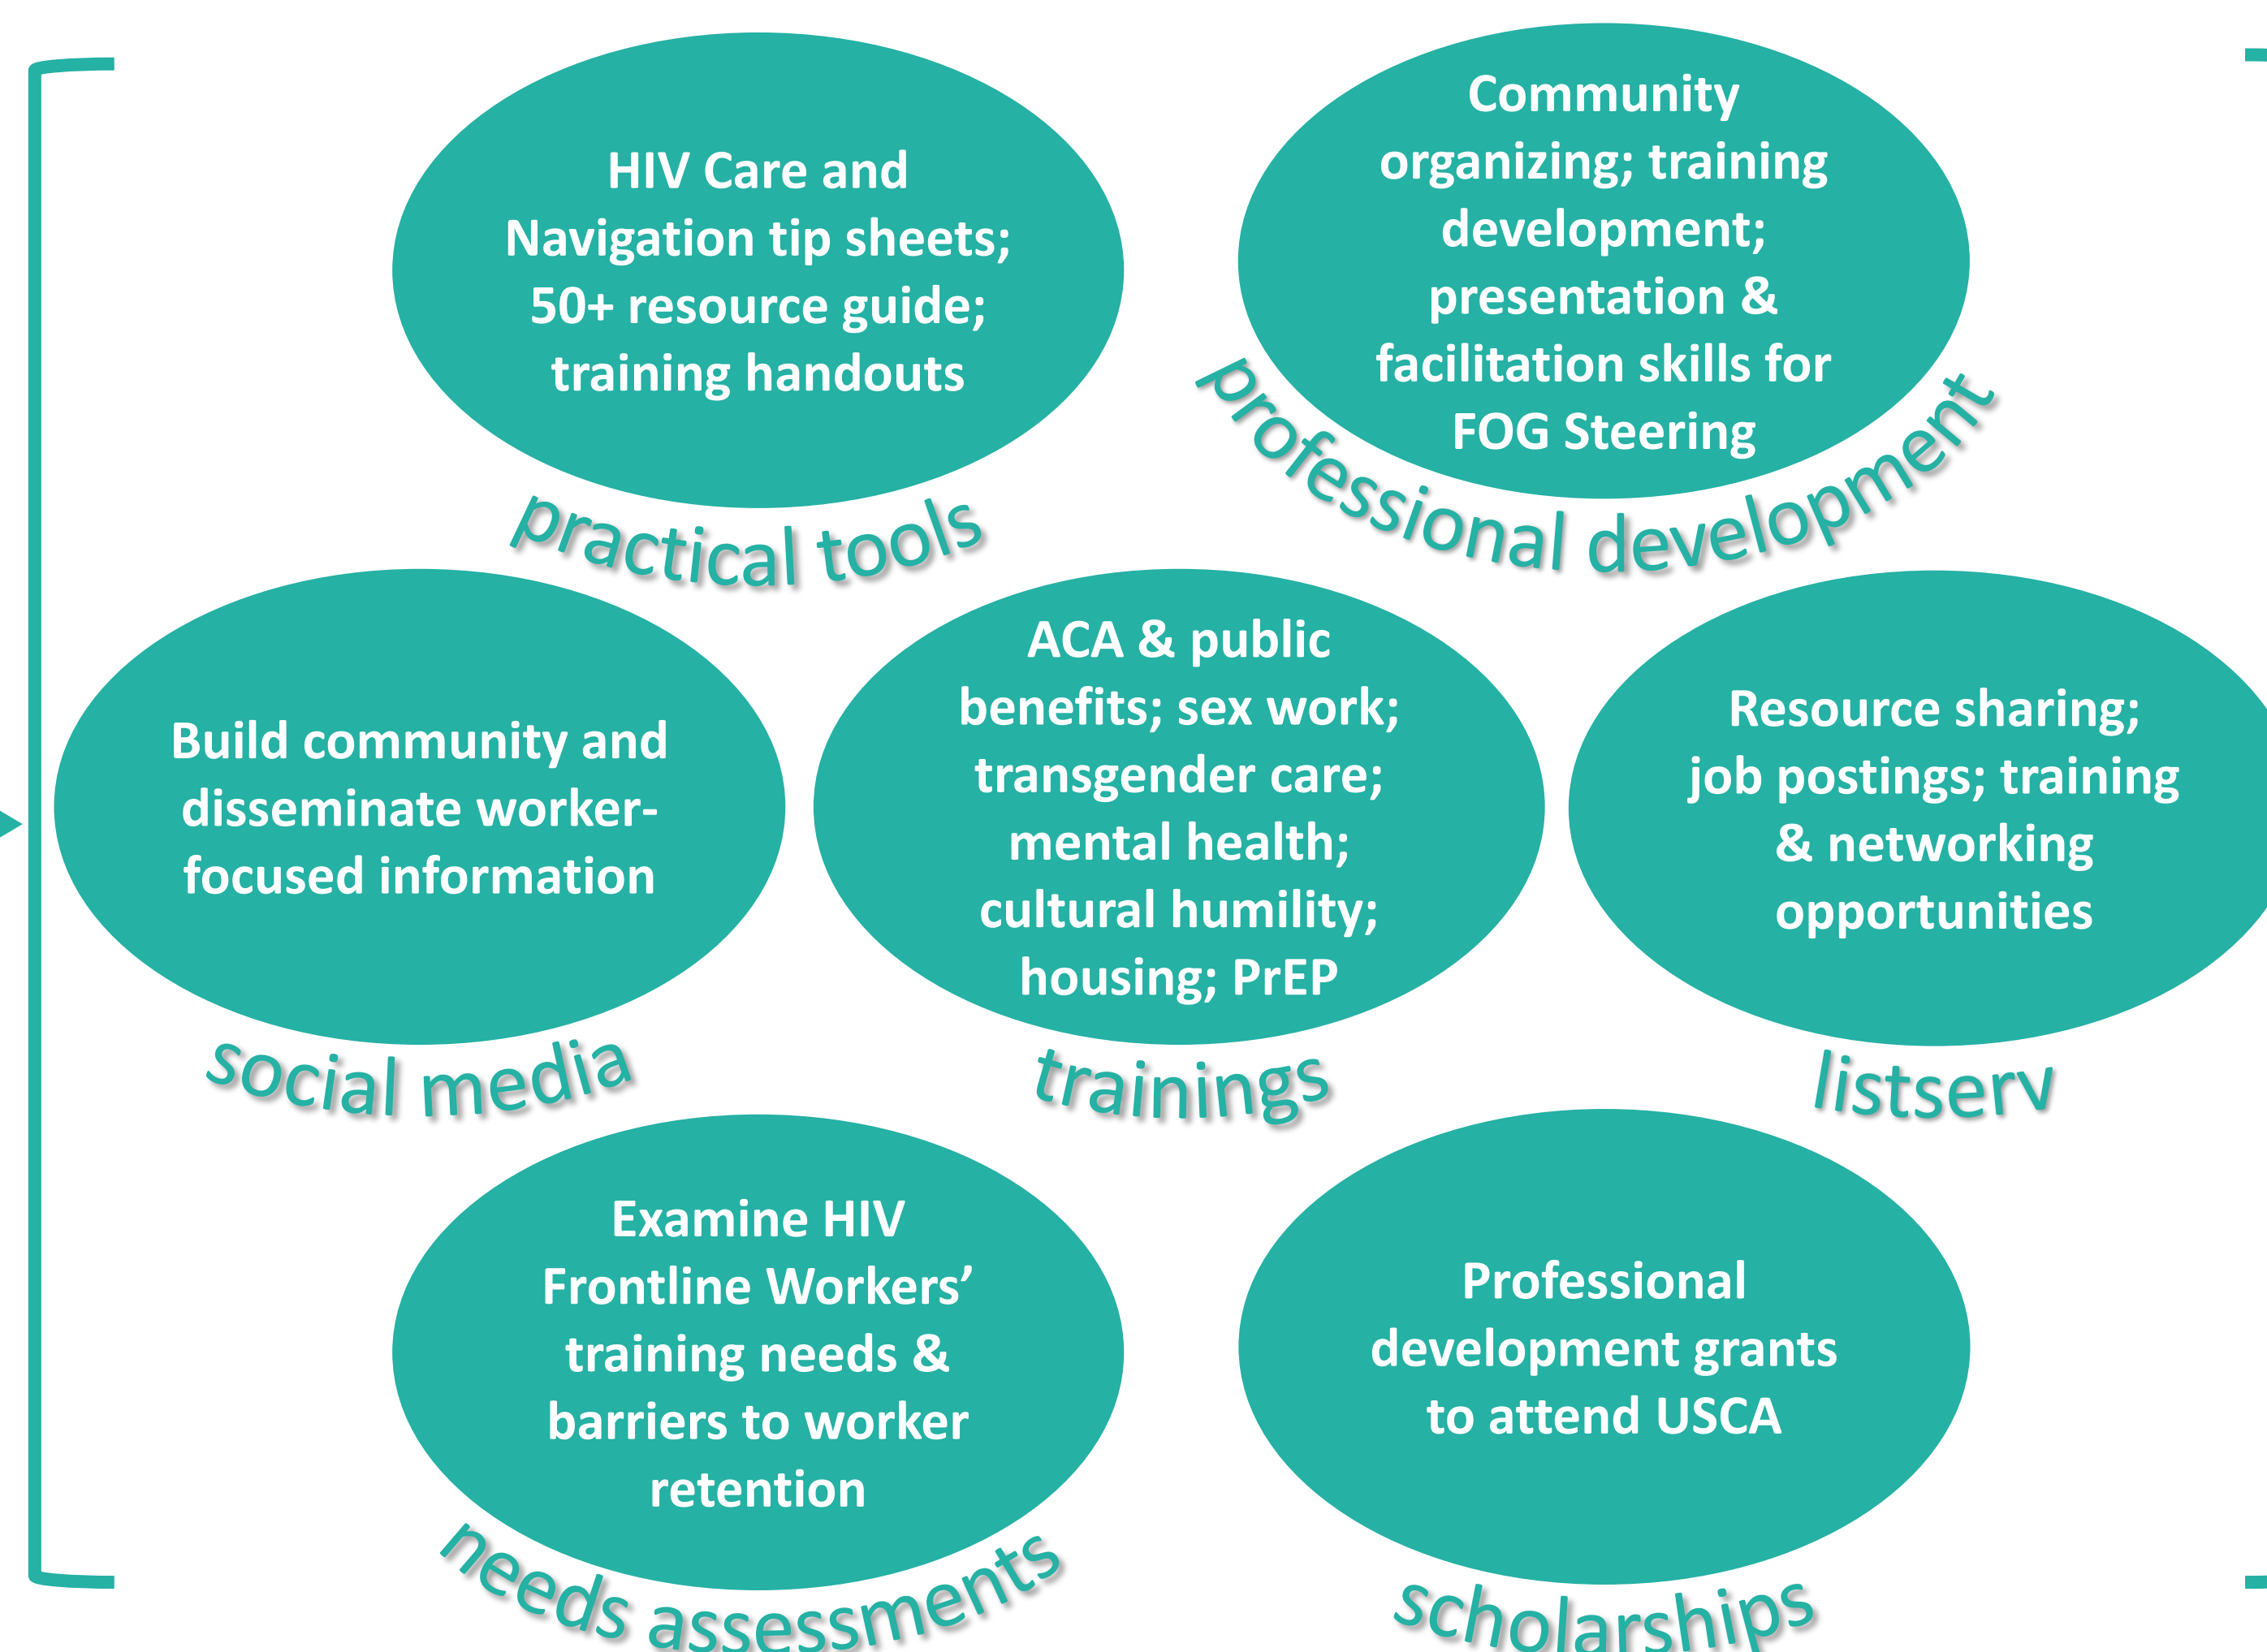 HIV Care and
Navigation tip sheets;
50+ resource guide;
training handouts
practical tools
Community
organizing; training
development;
presentation &
facilitation skills for
FOG Steering
professional development
Build community and
disseminate worker-
focused information
social media
ACA & public
benefits; sex work;
transgender care;
mental health;
cultural humility;
housing; PrEP
trainings
Resource sharing;
job postings; training
& networking
opportunities
listserv
Examine HIV
Frontline Workers’
training needs &
barriers to worker
retention
needs assessments
Professional
development grants
to attend USCA
scholarships